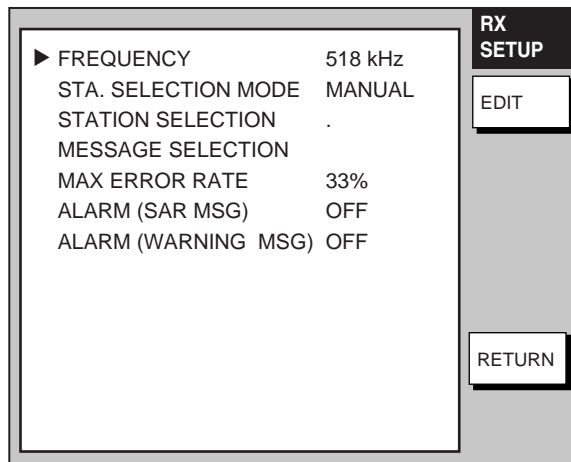 RX
SETUP
▶ FREQUENCY 518 kHz
STA. SELECTION MODE MANUAL
STATION SELECTION .
MESSAGE SELECTION
MAX ERROR RATE 33%
ALARM (SAR MSG) OFF
ALARM (WARNING MSG) OFF
EDIT
RETURN